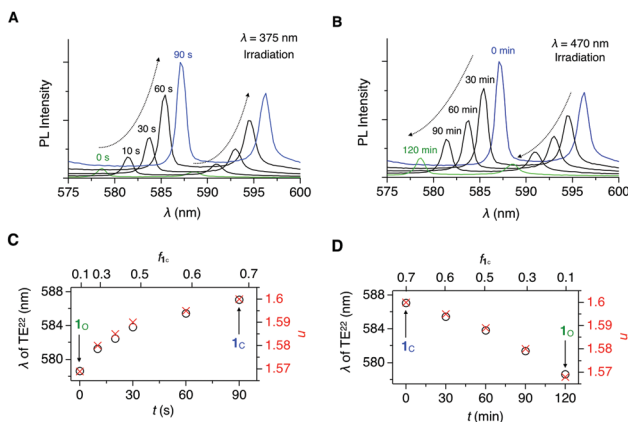 A
λ = 375 nm
Irradiation
90 s
60 s
30 s
10 s
0 s
PL Intensity
575 580 585 590 595 600
λ (nm)
B
λ = 470 nm
Irradiation
0 min
30 min
60 min
90 min
120 min
PL Intensity
575 580 585 590 595 600
λ (nm)
C
f1c
0.1 0.3 0.5 0.6 0.7
588
584
580
λ of TE22
1O
1C
1.6
1.59
1.58
1.57
n
0 30 60 90
t (s)
D
f1c
0.7 0.6 0.5 0.3 0.1
588
584
580
λ of TE22
1C
1O
1.6
1.59
1.58
1.57
n
0 30 60 90 120
t (min)